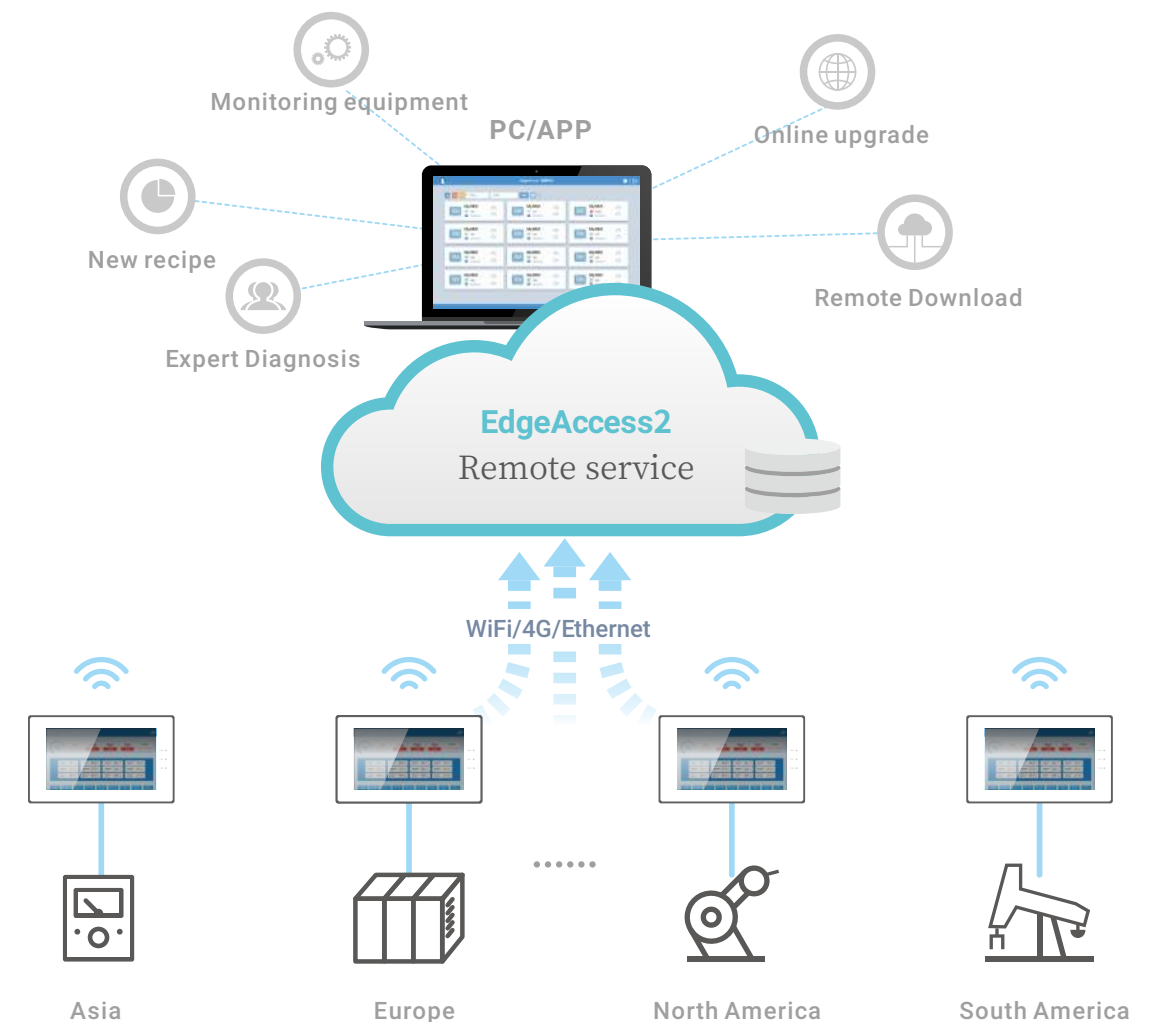 Monitoring equipment
PC/APP
Online upgrade
New recipe
Remote Download
Expert Diagnosis
EdgeAccess2
Remote service
WiFi/4G/Ethernet
Asia
Europe
North America
South America